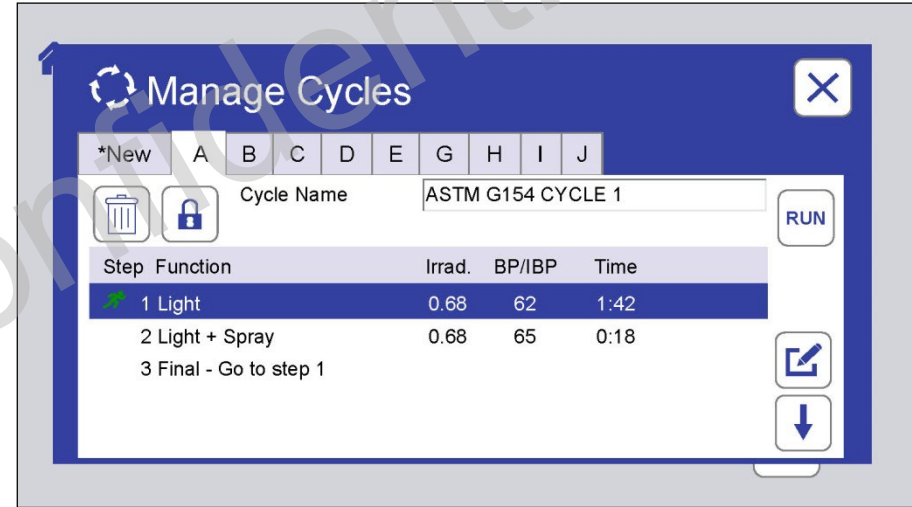 Manage Cycles
*New A B C D E G H I J
Cycle Name ASTM G154 CYCLE 1
RUN
Step Function Irrad. BP/IBP Time
1 Light 0.68 62 1:42
2 Light + Spray 0.68 65 0:18
3 Final - Go to step 1